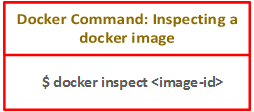 Docker Command: Inspecting a
docker image
$ docker inspect <image-id>